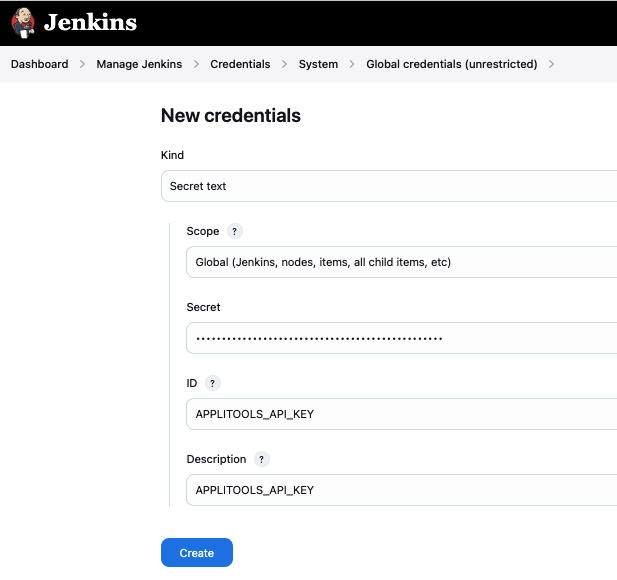 Jenkins
Dashboard > Manage Jenkins > Credentials > System > Global credentials (unrestricted) >
New credentials
Kind
Secret text
Scope ?
Global (Jenkins, nodes, items, all child items, etc)
Secret
ID ?
APPLITOOLS_API_KEY
Description ?
APPLITOOLS_API_KEY
Create